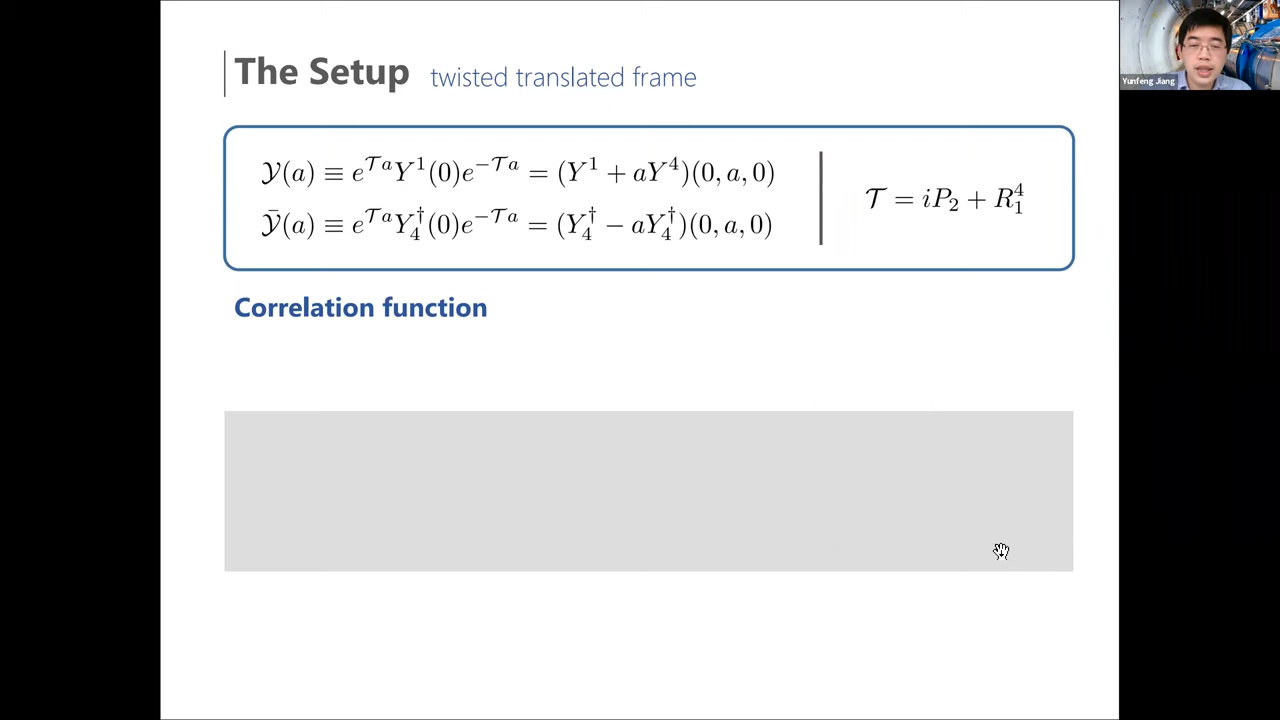 The Setup twisted translated frame
𝒴(a) ≡ e^{𝒯a}Y^1(0)e^{−𝒯a} = (Y^1 + aY^4)(0, a, 0)
𝒴̄(a) ≡ e^{𝒯a}Y_4^†(0)e^{−𝒯a} = (Y_4^† − aY_4^†)(0, a, 0)
𝒯 = iP_2 + R_1^4
Correlation function
Yunfeng Jiang